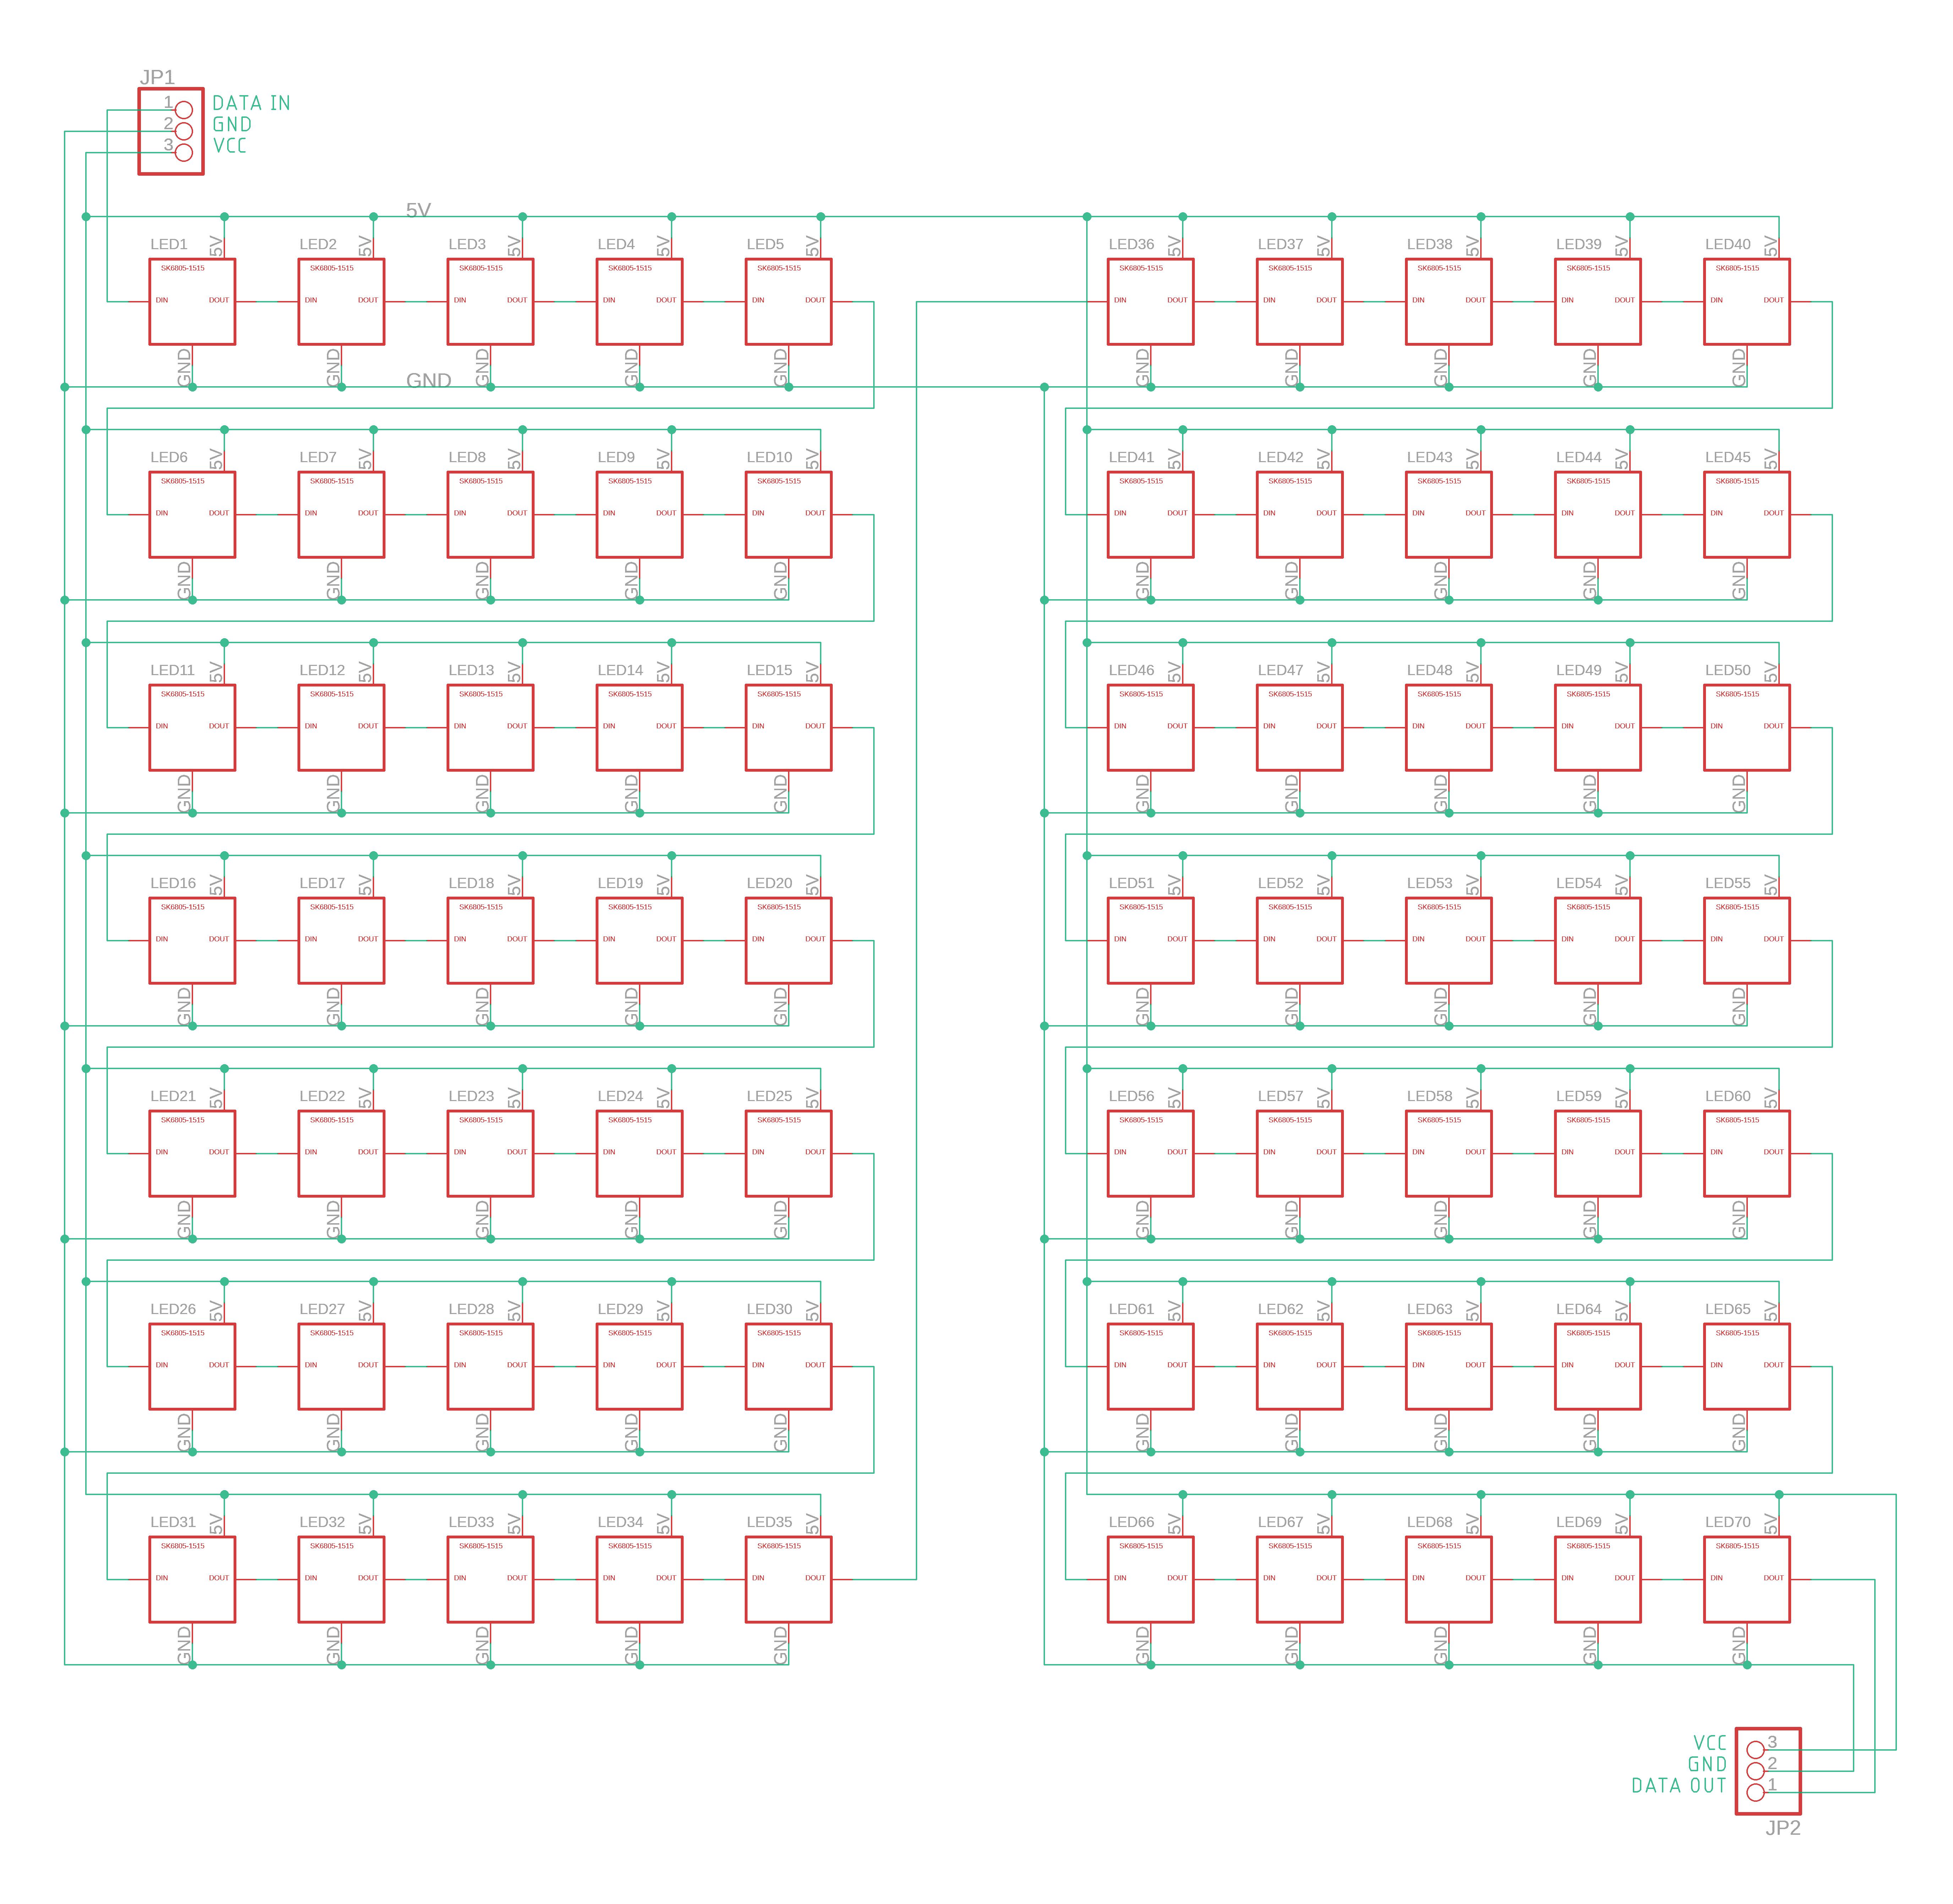 JP1
1 DATA IN
2 GND
3 VCC
5V
LED1 5V LED2 5V LED3 5V LED4 5V LED5 5V LED36 5V LED37 5V LED38 5V LED39 5V LED40 5V
SK6805-1515 SK6805-1515 SK6805-1515 SK6805-1515 SK6805-1515 SK6805-1515 SK6805-1515 SK6805-1515 SK6805-1515 SK6805-1515
DIN DOUT DIN DOUT DIN DOUT DIN DOUT DIN DOUT DIN DOUT DIN DOUT DIN DOUT DIN DOUT DIN DOUT
GND GND GND GND GND GND GND GND GND GND
GND
LED6 5V LED7 5V LED8 5V LED9 5V LED10 5V LED41 5V LED42 5V LED43 5V LED44 5V LED45 5V
SK6805-1515 SK6805-1515 SK6805-1515 SK6805-1515 SK6805-1515 SK6805-1515 SK6805-1515 SK6805-1515 SK6805-1515 SK6805-1515
DIN DOUT DIN DOUT DIN DOUT DIN DOUT DIN DOUT DIN DOUT DIN DOUT DIN DOUT DIN DOUT DIN DOUT
GND GND GND GND GND GND GND GND GND GND
LED11 5V LED12 5V LED13 5V LED14 5V LED15 5V LED46 5V LED47 5V LED48 5V LED49 5V LED50 5V
SK6805-1515 SK6805-1515 SK6805-1515 SK6805-1515 SK6805-1515 SK6805-1515 SK6805-1515 SK6805-1515 SK6805-1515 SK6805-1515
DIN DOUT DIN DOUT DIN DOUT DIN DOUT DIN DOUT DIN DOUT DIN DOUT DIN DOUT DIN DOUT DIN DOUT
GND GND GND GND GND GND GND GND GND GND
LED16 5V LED17 5V LED18 5V LED19 5V LED20 5V LED51 5V LED52 5V LED53 5V LED54 5V LED55 5V
SK6805-1515 SK6805-1515 SK6805-1515 SK6805-1515 SK6805-1515 SK6805-1515 SK6805-1515 SK6805-1515 SK6805-1515 SK6805-1515
DIN DOUT DIN DOUT DIN DOUT DIN DOUT DIN DOUT DIN DOUT DIN DOUT DIN DOUT DIN DOUT DIN DOUT
GND GND GND GND GND GND GND GND GND GND
LED21 5V LED22 5V LED23 5V LED24 5V LED25 5V LED56 5V LED57 5V LED58 5V LED59 5V LED60 5V
SK6805-1515 SK6805-1515 SK6805-1515 SK6805-1515 SK6805-1515 SK6805-1515 SK6805-1515 SK6805-1515 SK6805-1515 SK6805-1515
DIN DOUT DIN DOUT DIN DOUT DIN DOUT DIN DOUT DIN DOUT DIN DOUT DIN DOUT DIN DOUT DIN DOUT
GND GND GND GND GND GND GND GND GND GND
LED26 5V LED27 5V LED28 5V LED29 5V LED30 5V LED61 5V LED62 5V LED63 5V LED64 5V LED65 5V
SK6805-1515 SK6805-1515 SK6805-1515 SK6805-1515 SK6805-1515 SK6805-1515 SK6805-1515 SK6805-1515 SK6805-1515 SK6805-1515
DIN DOUT DIN DOUT DIN DOUT DIN DOUT DIN DOUT DIN DOUT DIN DOUT DIN DOUT DIN DOUT DIN DOUT
GND GND GND GND GND GND GND GND GND GND
LED31 5V LED32 5V LED33 5V LED34 5V LED35 5V LED66 5V LED67 5V LED68 5V LED69 5V LED70 5V
SK6805-1515 SK6805-1515 SK6805-1515 SK6805-1515 SK6805-1515 SK6805-1515 SK6805-1515 SK6805-1515 SK6805-1515 SK6805-1515
DIN DOUT DIN DOUT DIN DOUT DIN DOUT DIN DOUT DIN DOUT DIN DOUT DIN DOUT DIN DOUT DIN DOUT
GND GND GND GND GND GND GND GND GND GND
VCC 3
GND 2
DATA OUT 1
JP2